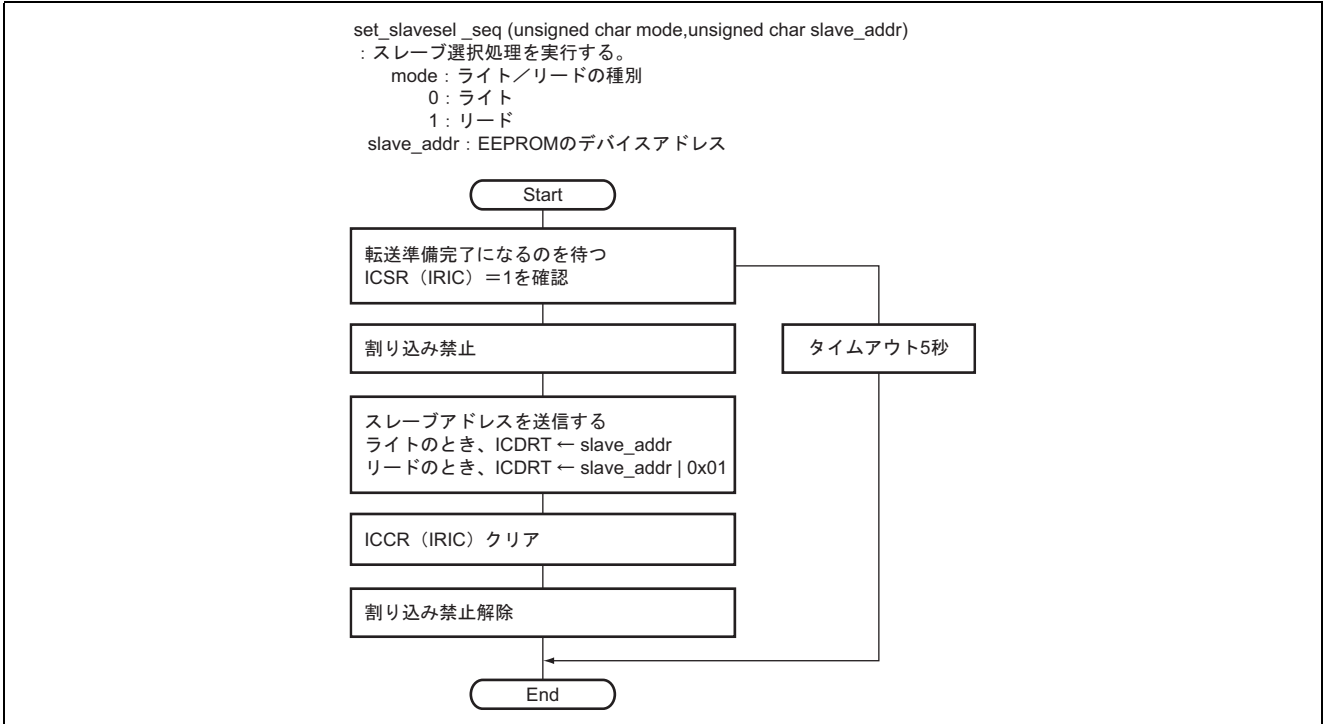 set_slavesel _seq (unsigned char mode,unsigned char slave_addr)
：スレーブ選択処理を実行する。
mode：ライト／リードの種別
0：ライト
1：リード
slave_addr：EEPROMのデバイスアドレス
Start
転送準備完了になるのを待つ
ICSR（IRIC）＝1を確認
割り込み禁止
タイムアウト5秒
スレーブアドレスを送信する
ライトのとき、ICDRT ← slave_addr
リードのとき、ICDRT ← slave_addr | 0x01
ICCR（IRIC）クリア
割り込み禁止解除
End